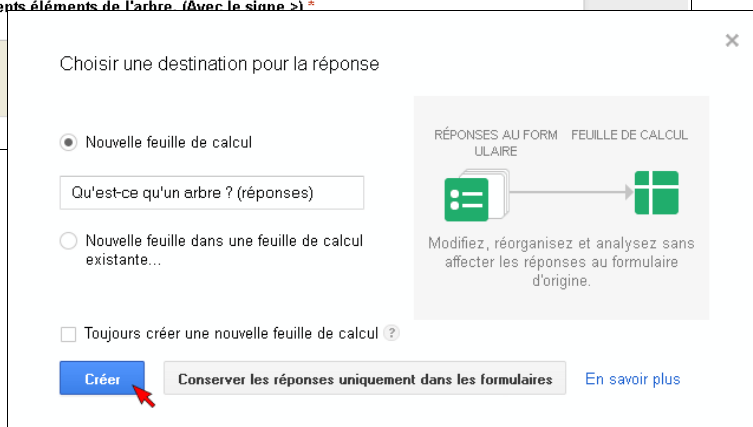 ents éléments de l'arbre. (Avec le signe >) *
Choisir une destination pour la réponse
Nouvelle feuille de calcul
Qu'est-ce qu'un arbre ? (réponses)
Nouvelle feuille dans une feuille de calcul
existante...
RÉPONSES AU FORM
ULAIRE
FEUILLE DE CALCUL
Modifiez, réorganisez et analysez sans
affecter les réponses au formulaire
d'origine.
Toujours créer une nouvelle feuille de calcul ?
Créer
Conserver les réponses uniquement dans les formulaires
En savoir plus